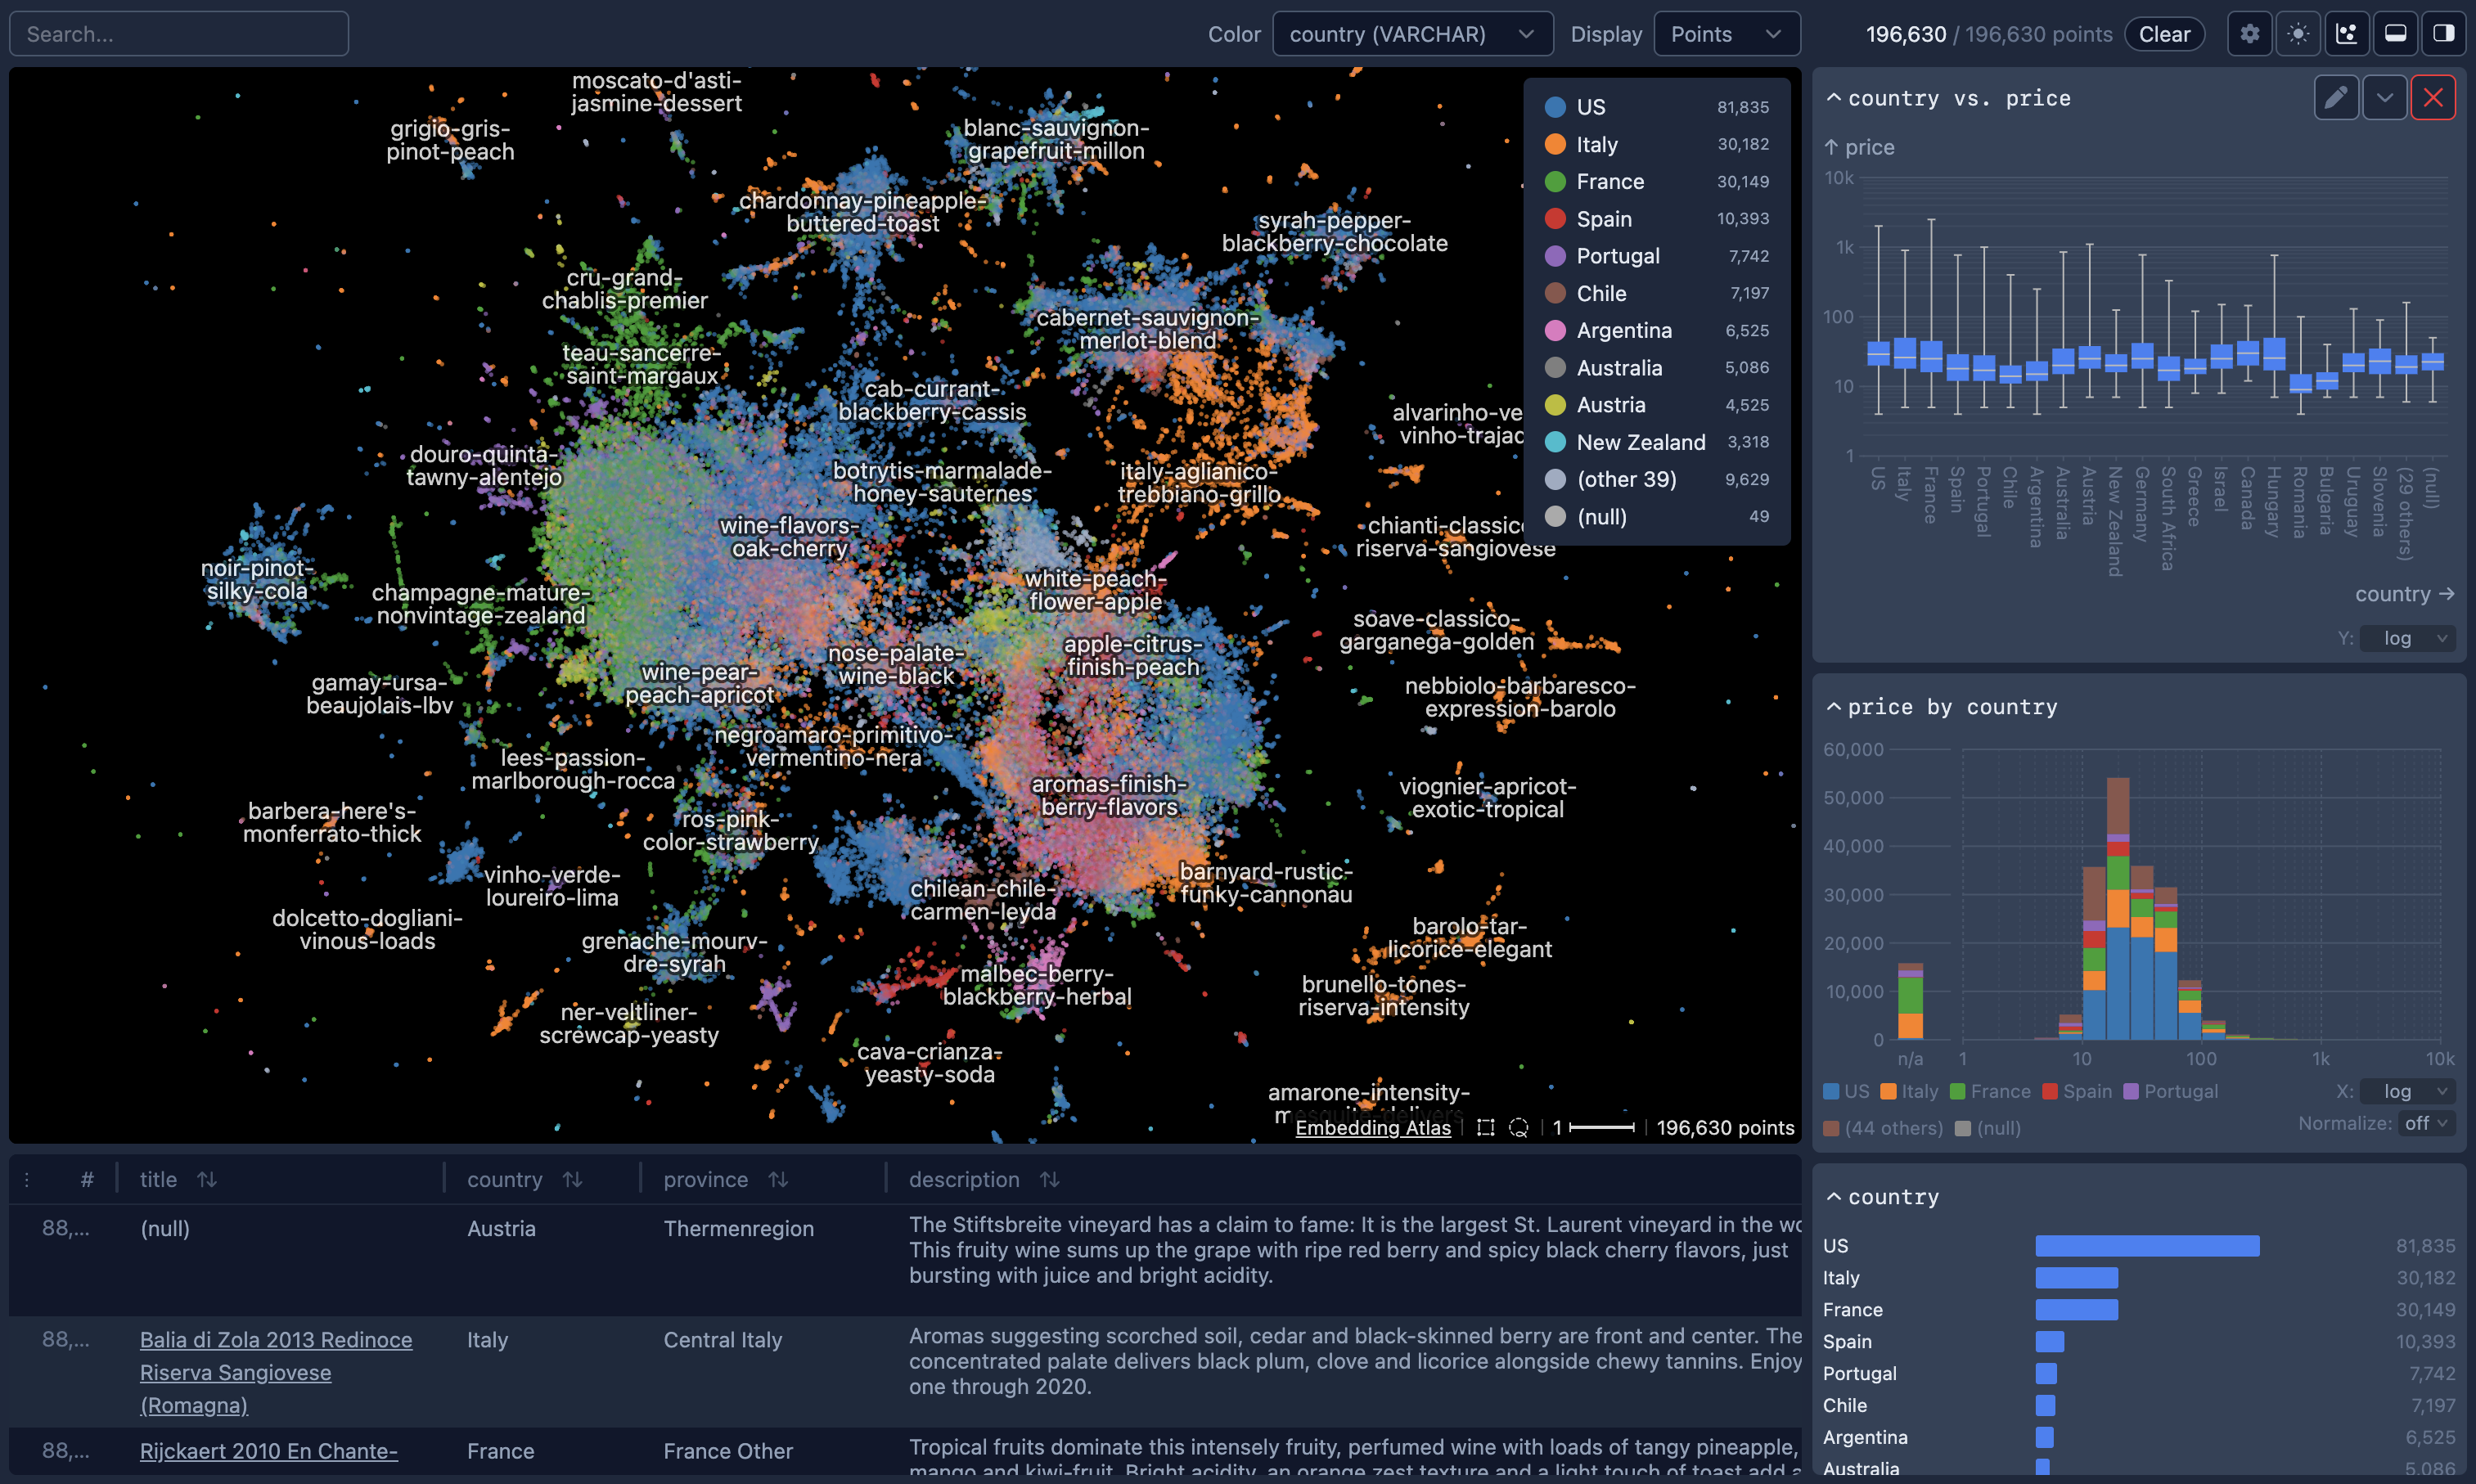 Search...
Color
country (VARCHAR)
Display
Points
196,630 / 196,630 points
Clear
moscato-d'asti-
jasmine-dessert
grigio-gris-
pinot-peach
blanc-sauvignon-
grapefruit-millon
chardonnay-pineapple-
buttered-toast
syrah-pepper-
blackberry-chocolate
cru-grand-
chablis-premier
cabernet-sauvignon-
merlot-blend
teau-sancerre-
saint-margaux
cab-currant-
blackberry-cassis
alvarinho-ve
vinho-trajad
douro-quinta-
tawny-alentejo
botrytis-marmalade-
honey-sauternes
italy-aglianico-
trebbiano-grillo
wine-flavors-
oak-cherry
chianti-classico
riserva-sangiovese
noir-pinot-
silky-cola
champagne-mature-
nonvintage-zealand
white-peach-
flower-apple
soave-classico-
garganega-golden
apple-citrus-
finish-peach
nose-palate-
wine-black
wine-pear-
peach-apricot
gamay-ursa-
beaujolais-lbv
nebbiolo-barbaresco-
expression-barolo
negroamaro-primitivo-
vermentino-nera
lees-passion-
marlborough-rocca
aromas-finish-
berry-flavors
viognier-apricot-
exotic-tropical
barbera-here's-
monferrato-thick
ros-pink-
color-strawberry
vinho-verde-
loureiro-lima
chilean-chile-
carmen-leyda
barnyard-rustic-
funky-cannonau
dolcetto-dogliani-
vinous-loads
grenache-mourv-
dre-syrah
barolo-tar-
licorice-elegant
malbec-berry-
blackberry-herbal
brunello-tones-
riserva-intensity
ner-veltliner-
screwcap-yeasty
cava-crianza-
yeasty-soda
amarone-intensity-
mesquite-delivers
Embedding Atlas
1
196,630 points
US 81,835
Italy 30,182
France 30,149
Spain 10,393
Portugal 7,742
Chile 7,197
Argentina 6,525
Australia 5,086
Austria 4,525
New Zealand 3,318
(other 39) 9,629
(null) 49
# title country province description
88,... (null) Austria Thermenregion
The Stiftsbreite vineyard has a claim to fame: It is the largest St. Laurent vineyard in the wo
This fruity wine sums up the grape with ripe red berry and spicy black cherry flavors, just
bursting with juice and bright acidity.
88,... Balia di Zola 2013 Redinoce
Riserva Sangiovese
(Romagna)
Italy Central Italy
Aromas suggesting scorched soil, cedar and black-skinned berry are front and center. The
concentrated palate delivers black plum, clove and licorice alongside chewy tannins. Enjoy
one through 2020.
88,... Rijckaert 2010 En Chante-
France France Other
Tropical fruits dominate this intensely fruity, perfumed wine with loads of tangy pineapple,
mango and kiwi-fruit. Bright acidity, an orange zest texture and a light touch of toast add a
country vs. price
↑ price
10k
1k
100
10
1
US
Italy
France
Spain
Portugal
Chile
Argentina
Australia
Austria
New Zealand
Germany
South Africa
Greece
Israel
Canada
Hungary
Romania
Bulgaria
Uruguay
Slovenia
(29 others)
(null)
country →
Y: log
price by country
60,000
50,000
40,000
30,000
20,000
10,000
0
n/a 1 10 100 1k 10k
US Italy France Spain Portugal
(44 others) (null)
X: log
Normalize: off
country
US 81,835
Italy 30,182
France 30,149
Spain 10,393
Portugal 7,742
Chile 7,197
Argentina 6,525
Australia 5,086